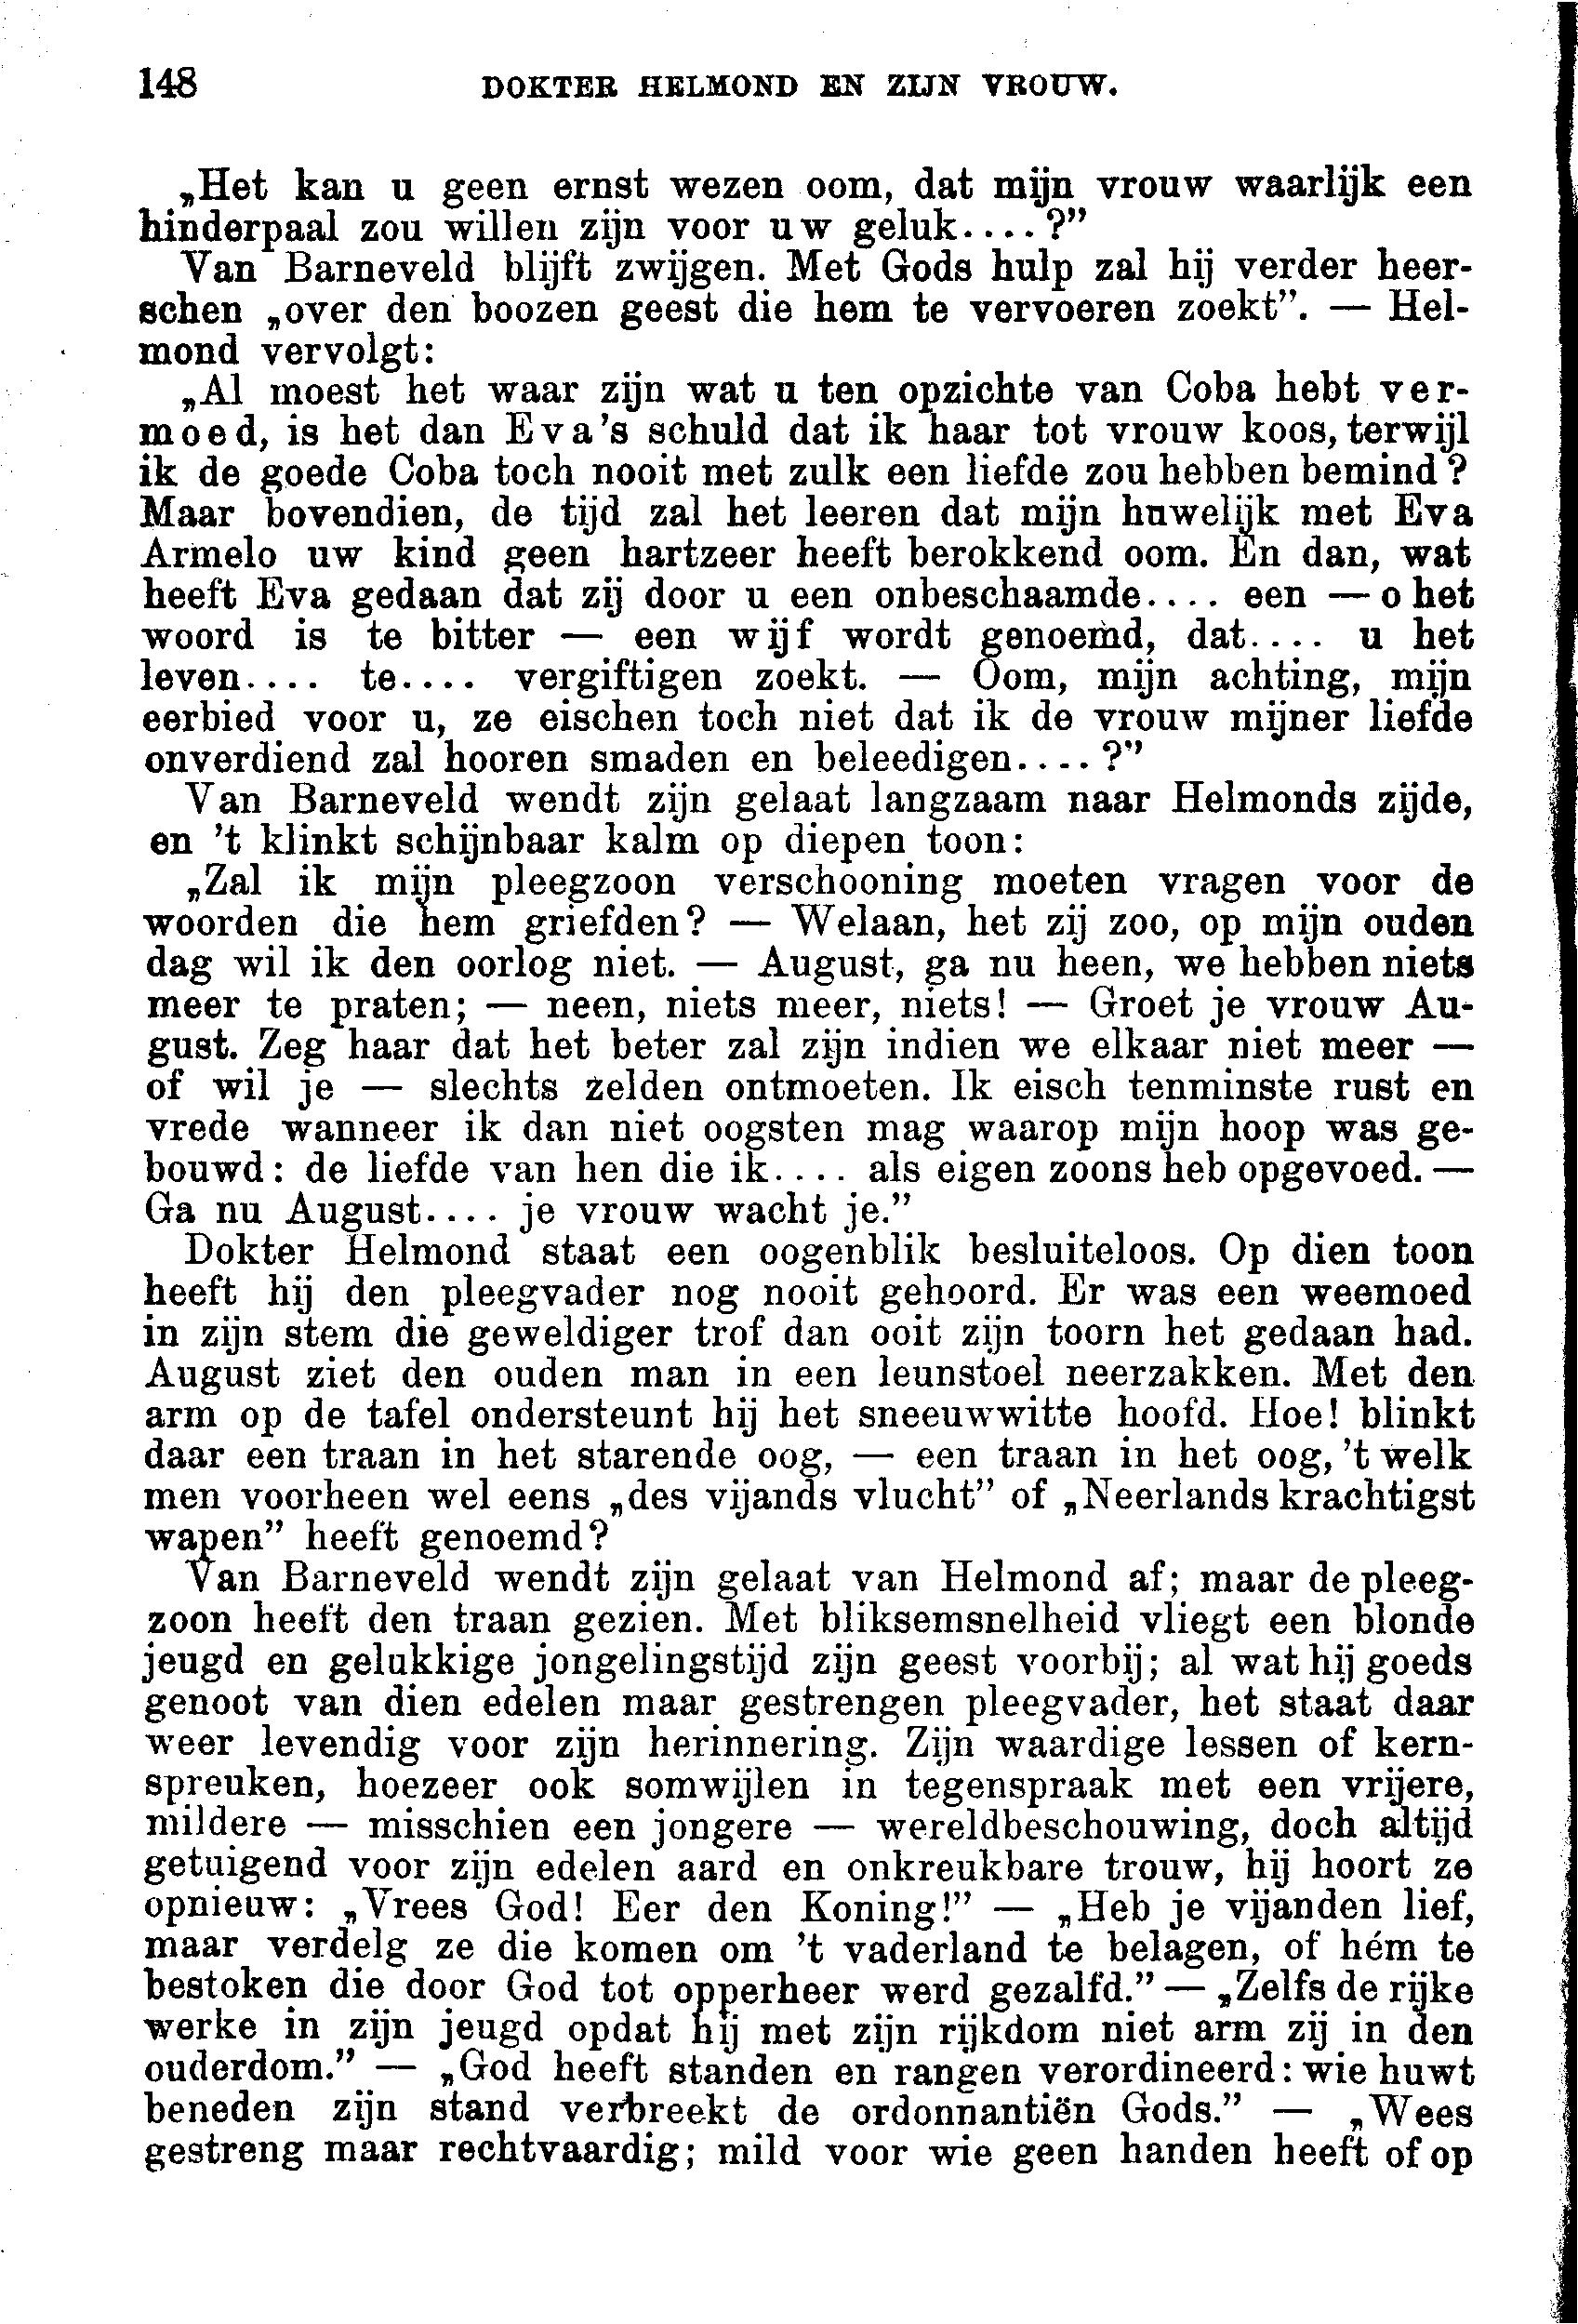 148 DOKTER HELMOND EN ZIJN VROUW.
„Het kan u geen ernst wezen oom, dat mijn vrouw waarlijk een
hinderpaal zou willen zijn voor uw geluk....?”
Van Barneveld blijft zwijgen. Met Gods hulp zal hij verder heer-
schen „over den boozen geest die hem te vervoeren zoekt”. — Hel-
mond vervolgt:
„Al moest het waar zijn wat u ten opzichte van Coba hebt ver-
moed, is het dan Eva's schuld dat ik haar tot vrouw koos, terwijl
ik de goede Coba toch nooit met zulk een liefde zou hebben bemind?
Maar bovendien, de tijd zal het leeren dat mijn huwelijk met Eva
Armelo uw kind geen hartzeer heeft berokkend oom. En dan, wat
heeft Eva gedaan dat zij door u een onbeschaamde.... een — o het
woord is te bitter — een wijf wordt genoemd, dat.... u het
leven.... te.... vergiftigen zoekt. — Oom, mijn achting, mijn
eerbied voor u, ze eischen toch niet dat ik de vrouw mijner liefde
onverdiend zal hooren smaden en beleedigen....?”
Van Barneveld wendt zijn gelaat langzaam naar Helmonds zijde,
en 't klinkt schijnbaar kalm op diepen toon:
„Zal ik mijn pleegzoon verschooning moeten vragen voor de
woorden die hem griefden? — Welaan, het zij zoo, op mijn ouden
dag wil ik den oorlog niet. — August, ga nu heen, we hebben niets
meer te praten; — neen, niets meer, niets! — Groet je vrouw Au-
gust. Zeg haar dat het beter zal zijn indien we elkaar niet meer —
of wil je — slechts zelden ontmoeten. Ik eisch tenminste rust en
vrede wanneer ik dan niet oogsten mag waarop mijn hoop was ge-
bouwd: de liefde van hen die ik.... als eigen zoons heb opgevoed. —
Ga nu August.... je vrouw wacht je.”
Dokter Helmond staat een oogenblik besluiteloos. Op dien toon
heeft hij den pleegvader nog nooit gehoord. Er was een weemoed
in zijn stem die geweldiger trof dan ooit zijn toorn het gedaan had.
August ziet den ouden man in een leunstoel neerzakken. Met den
arm op de tafel ondersteunt hij het sneeuwwitte hoofd. Hoe! blinkt
daar een traan in het starende oog, — een traan in het oog, 't welk
men voorheen wel eens „des vijands vlucht” of „Neerlands krachtigst
wapen” heeft genoemd?
Van Barneveld wendt zijn gelaat van Helmond af; maar de pleeg-
zoon heeft den traan gezien. Met bliksemsnelheid vliegt een blonde
jeugd en gelukkige jongelingstijd zijn geest voorbij; al wat hij goeds
genoot van dien edelen maar gestrengen pleegvader, het staat daar
weer levendig voor zijn herinnering. Zijn waardige lessen of kern-
spreuken, hoezeer ook somwijlen in tegenspraak met een vrijere,
mildere — misschien een jongere — wereldbeschouwing, doch altijd
getuigend voor zijn edelen aard en onkreukbare trouw, hij hoort ze
opnieuw: „Vrees God! Eer den Koning!” — „Heb je vijanden lief,
maar verdelg ze die komen om 't vaderland te belagen, of hém te
bestoken die door God tot opperheer werd gezalfd.” — „Zelfs de rijke
werke in zijn jeugd opdat hij met zijn rijkdom niet arm zij in den
ouderdom.” — „God heeft standen en rangen verordineerd: wie huwt
beneden zijn stand verbreekt de ordonnantiën Gods.” — „Wees
gestreng maar rechtvaardig; mild voor wie geen handen heeft of op